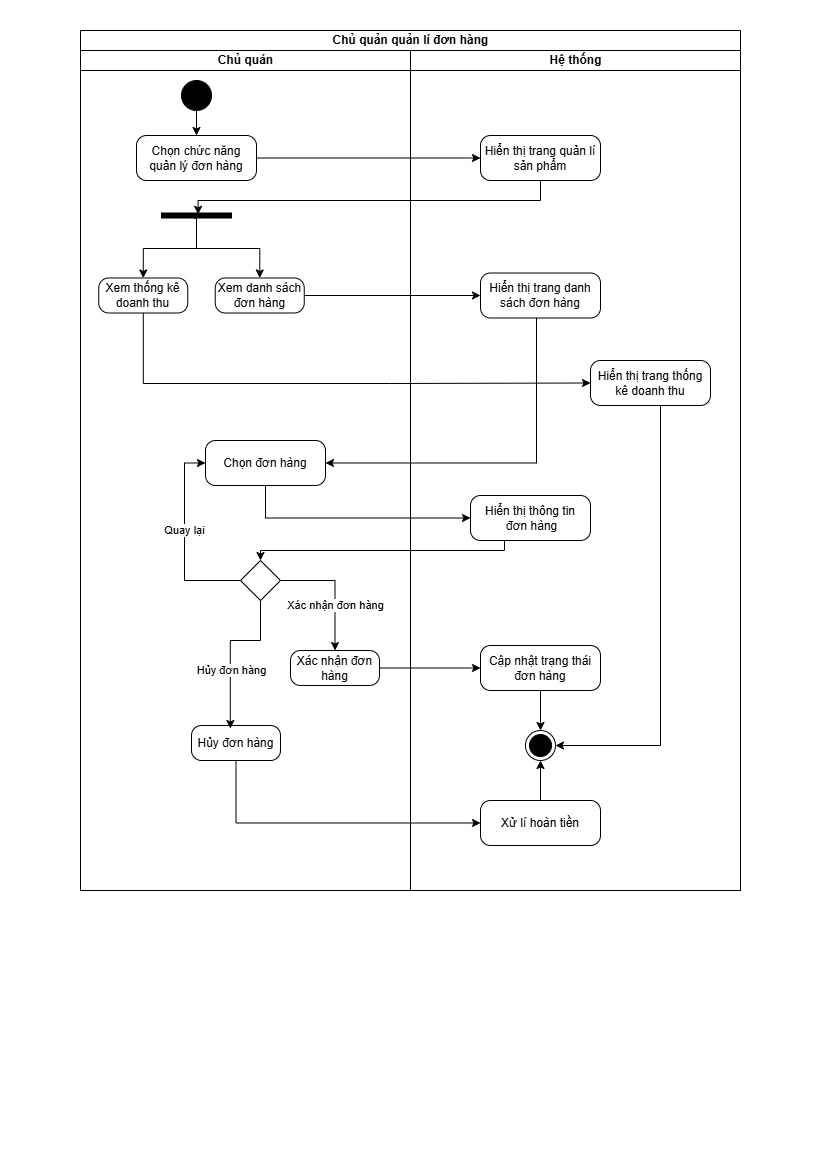 Chủ quản quản lí đơn hàng
Chủ quán
Hệ thống
Chọn chức năng
quản lý đơn hàng
Hiển thị trang quản lí
sản phẩm
Xem thống kê
doanh thu
Xem danh sách
đơn hàng
Hiển thị trang danh
sách đơn hàng
Hiển thị trang thống
kê doanh thu
Chọn đơn hàng
Hiển thị thông tin
đơn hàng
Quay lại
Xác nhận đơn hàng
Hủy đơn hàng
Xác nhận đơn
hàng
Cập nhật trạng thái
đơn hàng
Hủy đơn hàng
Xử lí hoàn tiền